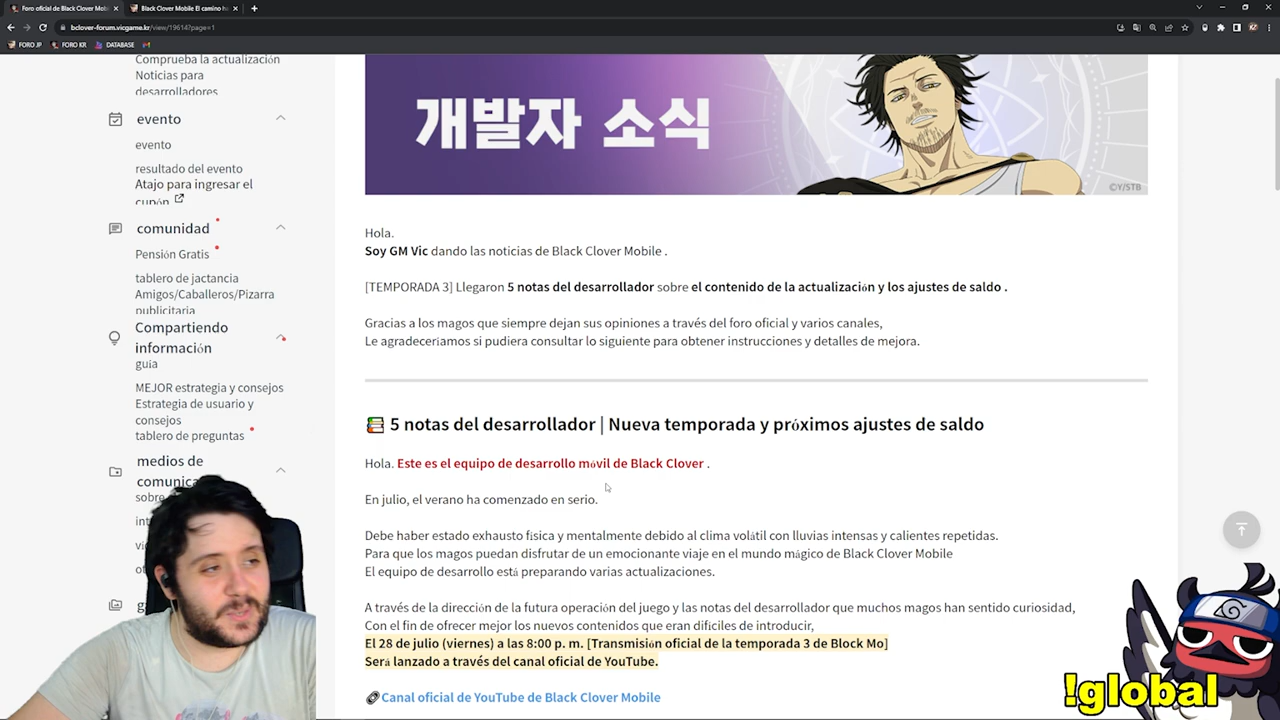 Foro oficial de Black Clover Mobi
Black Clover Mobile El camino h
bclover-forum.vicgame.kr/view/19614?page=1
FORO JP
FORO KR
DATABASE
Comprueba la actualización
Noticias para
desarrolladores
evento
evento
resultado del evento
Atajo para ingresar el
cupón
comunidad
Pensión Gratis
tablero de jactancia
Amigos/Caballeros/Pizarra
publicitaria
Compartiendo
información
guía
MEJOR estrategia y consejos
Estrategia de usuario y
consejos
tablero de preguntas
medios de
comunica
sobre
개발자 소식
©Y/STB
Hola.
Soy GM Vic dando las noticias de Black Clover Mobile .
[TEMPORADA 3] Llegaron 5 notas del desarrollador sobre el contenido de la actualización y los ajustes de saldo .
Gracias a los magos que siempre dejan sus opiniones a través del foro oficial y varios canales,
Le agradeceríamos si pudiera consultar lo siguiente para obtener instrucciones y detalles de mejora.
5 notas del desarrollador | Nueva temporada y próximos ajustes de saldo
Hola. Este es el equipo de desarrollo móvil de Black Clover .
En julio, el verano ha comenzado en serio.
Debe haber estado exhausto física y mentalmente debido al clima volátil con lluvias intensas y calientes repetidas.
Para que los magos puedan disfrutar de un emocionante viaje en el mundo mágico de Black Clover Mobile
El equipo de desarrollo está preparando varias actualizaciones.
A través de la dirección de la futura operación del juego y las notas del desarrollador que muchos magos han sentido curiosidad,
Con el fin de ofrecer mejor los nuevos contenidos que eran difíciles de introducir,
El 28 de julio (viernes) a las 8:00 p. m. [Transmisión oficial de la temporada 3 de Block Mo]
Será lanzado a través del canal oficial de YouTube.
Canal oficial de YouTube de Black Clover Mobile
!global